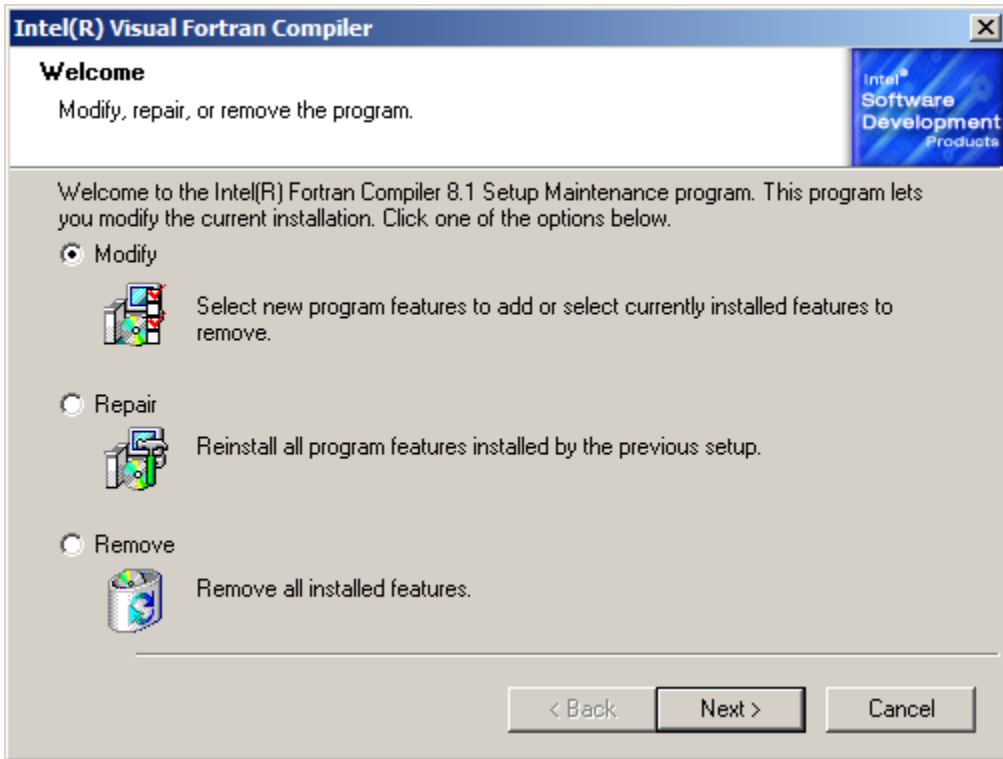 Intel(R) Visual Fortran Compiler
Welcome
Modify, repair, or remove the program.
Intel®
Software
Development
Products
Welcome to the Intel(R) Fortran Compiler 8.1 Setup Maintenance program. This program lets
you modify the current installation. Click one of the options below.
Modify
Select new program features to add or select currently installed features to
remove.
Repair
Reinstall all program features installed by the previous setup.
Remove
Remove all installed features.
< Back
Next >
Cancel